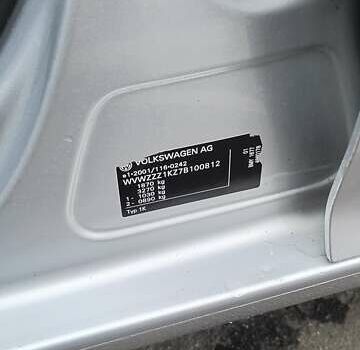 VOLKSWAGEN AG
e1-2001/116-0242
WVWZZZ1KZ7B100812
1870 kg
3270 kg
1 - 1030 kg
2 - 0890 kg
Typ 1K
01